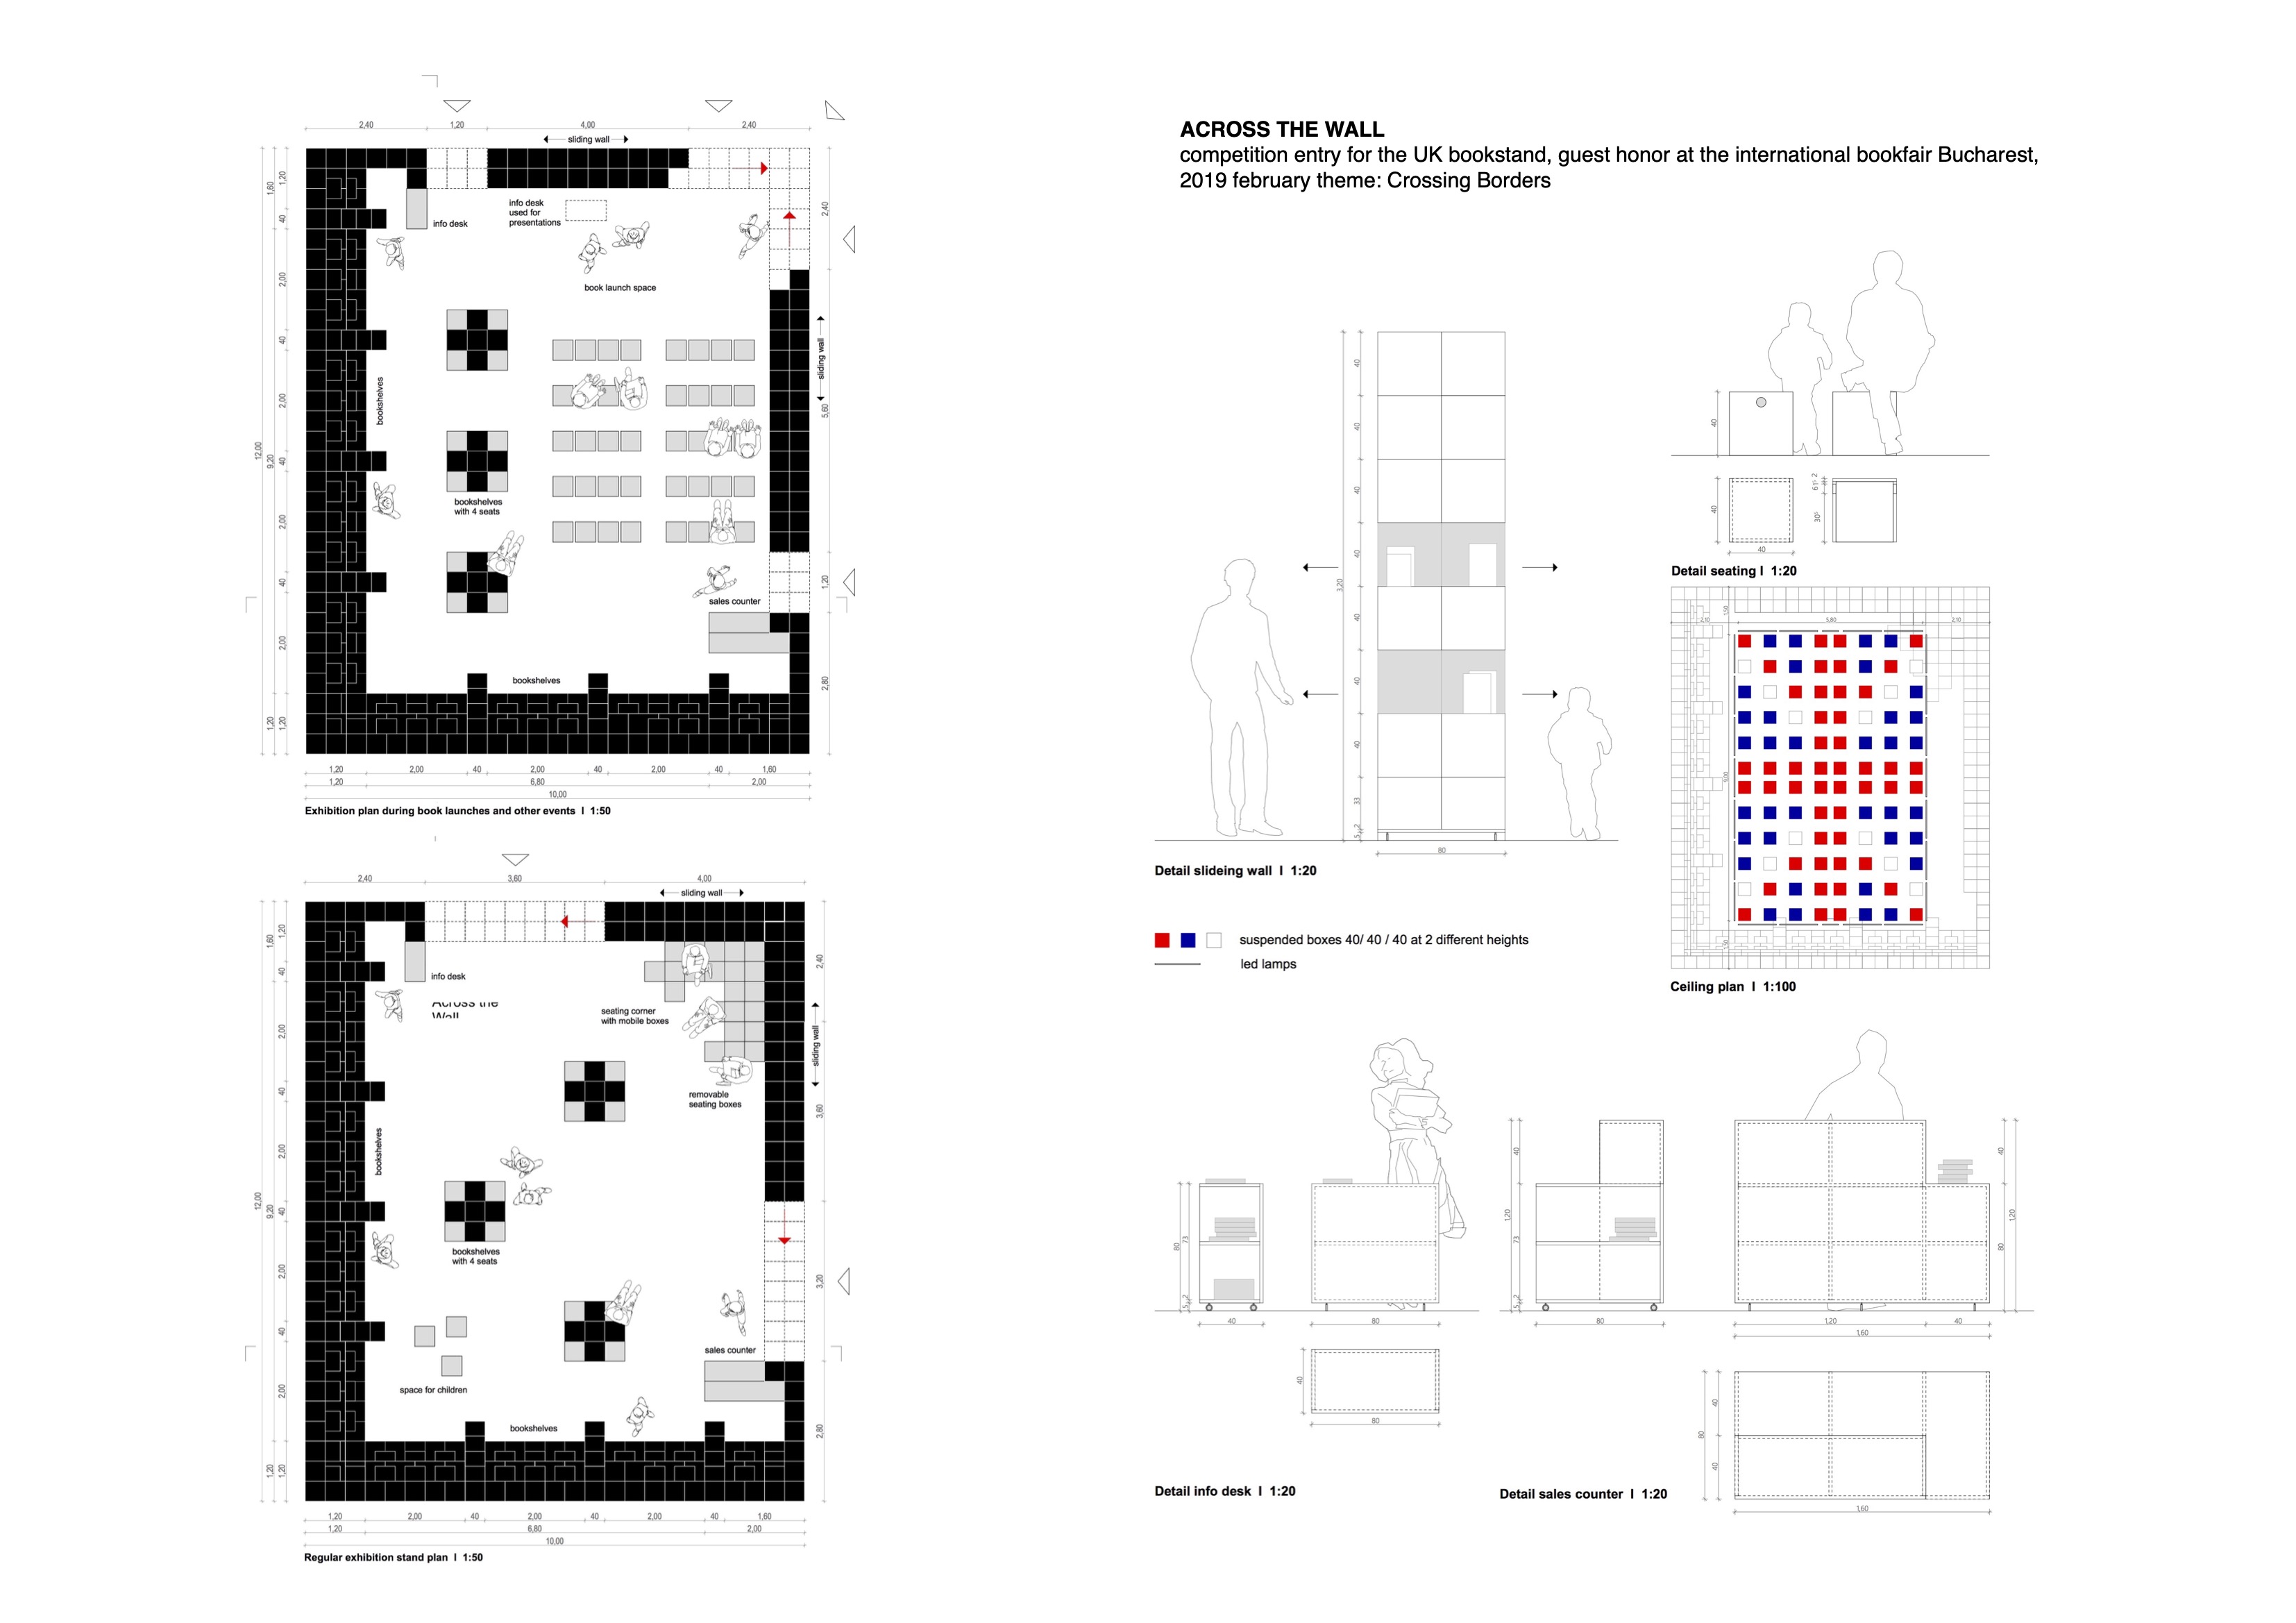 ACROSS THE WALL
competition entry for the UK bookstand, guest honor at the international bookfair Bucharest,
2019 february theme: Crossing Borders
2,40
1,20
4,00
2,40
sliding wall
12,00
9,20
1,60
1,20
1,20
40
2,00
40
2,00
40
2,00
40
2,00
1,20
info desk
info desk
used for
presentations
book launch space
bookshelves
bookshelves
with 4 seats
sales counter
bookshelves
2,40
sliding wall
5,60
1,20
2,80
1,20
2,00
40
2,00
40
2,00
40
1,60
1,20
6,80
2,00
10,00
Exhibition plan during book launches and other events I 1:50
2,40
3,60
4,00
sliding wall
12,00
9,20
1,60
1,20
1,20
40
2,00
40
2,00
40
2,00
40
2,00
1,20
info desk
Across the
Wall
seating corner
with mobile boxes
removable
seating boxes
bookshelves
bookshelves
with 4 seats
space for children
sales counter
bookshelves
2,40
sliding wall
3,60
3,20
2,80
1,20
2,00
40
2,00
40
2,00
40
1,60
1,20
6,80
2,00
10,00
Regular exhibition stand plan I 1:50
3,20
40
40
40
40
40
40
40
33
2
5
80
Detail slideing wall I 1:20
40
40
40
2
30⁵
Detail seating I 1:20
suspended boxes 40/ 40 / 40 at 2 different heights
led lamps
2,10
5,80
2,10
1,50
9,00
1,50
Ceiling plan I 1:100
80
73
2
5
40
80
40
80
Detail info desk I 1:20
1,20
40
73
2
5
80
1,20
40
1,60
40
80
1,20
80
40
40
1,60
Detail sales counter I 1:20